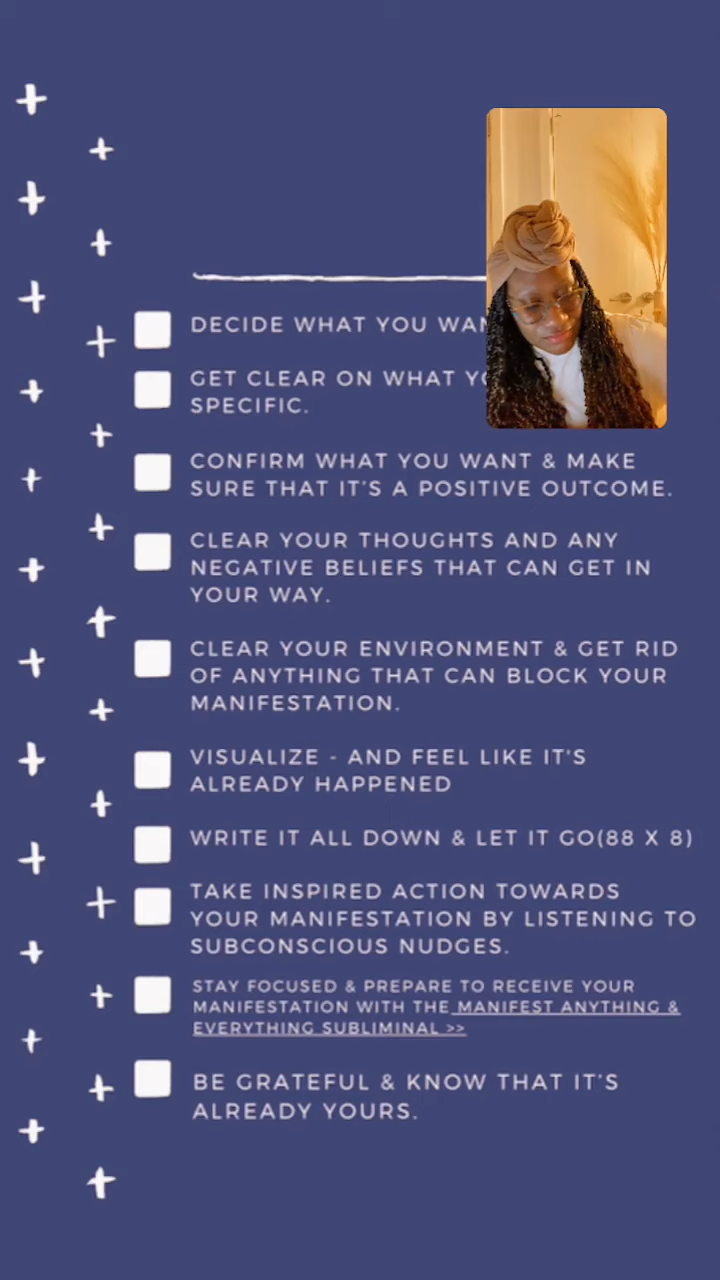 DECIDE WHAT YOU
GET CLEAR ON WHAT
SPECIFIC.
CONFIRM WHAT YOU WANT & MAKE
SURE THAT IT'S A POSITIVE OUTCOME.
CLEAR YOUR THOUGHTS AND ANY
NEGATIVE BELIEFS THAT CAN GET IN
YOUR WAY.
CLEAR YOUR ENVIRONMENT & GET RID
OF ANYTHING THAT CAN BLOCK YOUR
MANIFESTATION.
VISUALIZE - AND FEEL LIKE IT'S
ALREADY HAPPENED
WRITE IT ALL DOWN & LET IT GO(88 X 8)
TAKE INSPIRED ACTION TOWARDS
YOUR MANIFESTATION BY LISTENING TO
SUBCONSCIOUS NUDGES.
STAY FOCUSED & PREPARE TO RECEIVE YOUR
MANIFESTATION WITH THE MANIFEST ANYTHING &
EVERYTHING SUBLIMINAL >>
BE GRATEFUL & KNOW THAT IT'S
ALREADY YOURS.